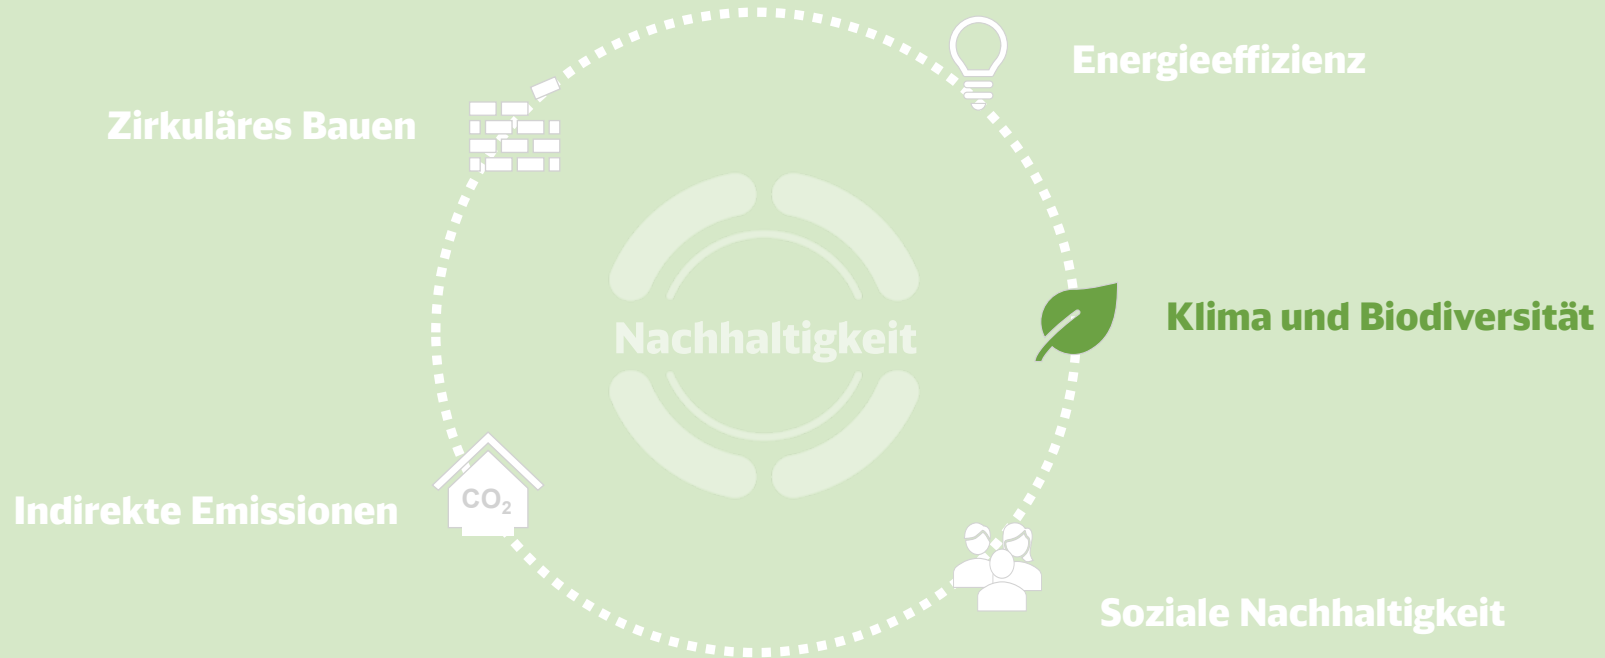 Energieeffizienz
Zirkuläres Bauen
Klima und Biodiversität
Nachhaltigkeit
CO₂
Indirekte Emissionen
Soziale Nachhaltigkeit